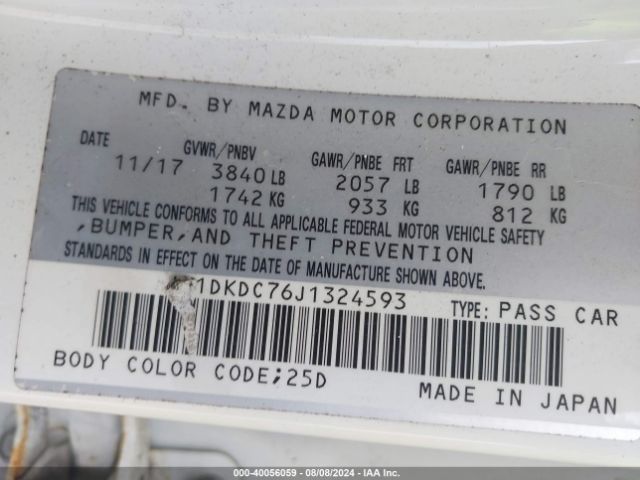 MFD. BY MAZDA MOTOR CORPORATION
DATE GVWR/PNBV GAWR/PNBE FRT GAWR/PNBE RR
11/17 3840 LB 2057 LB 1790 LB
1742 KG 933 KG 812 KG
THIS VEHICLE CONFORMS TO ALL APPLICABLE FEDERAL MOTOR VEHICLE SAFETY
,BUMPER,AND THEFT PREVENTION
STANDARDS IN EFFECT ON THE DATE OF MANUFACTURE SHOWN ABOVE.
1DKDC76J1324593 TYPE: PASS CAR
BODY COLOR CODE;25D
MADE IN JAPAN
000-40056059 - 08/08/2024 - IAA Inc.